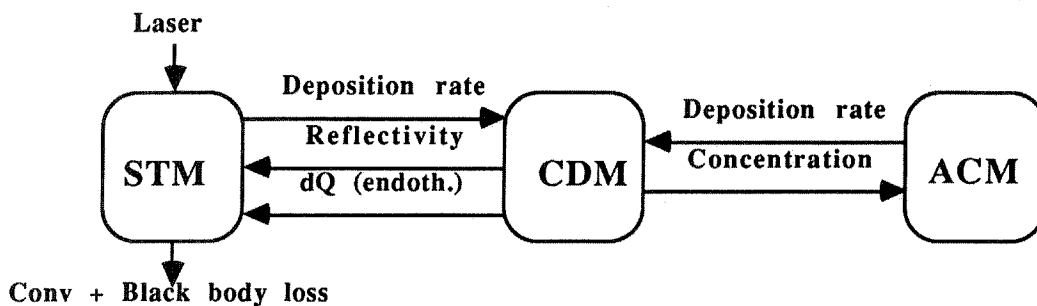 Laser
Deposition rate
Reflectivity
dQ (endoth.)
STM
CDM
Deposition rate
Concentration
ACM
Conv + Black body loss